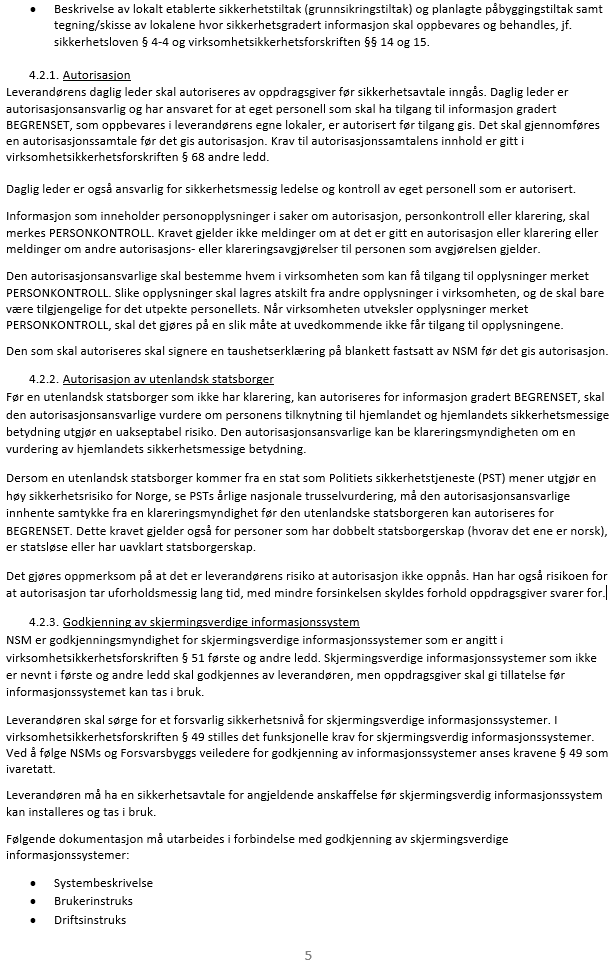 • Beskrivelse av lokalt etablerte sikkerhetstiltak (grunnsikringstiltak) og planlagte påbyggingstiltak samt
tegning/skisse av lokalene hvor sikkerhetsgradert informasjon skal oppbevares og behandles, jf.
sikkerhetsloven § 4-4 og virksomhetsikkerhetsforskriften §§ 14 og 15.
4.2.1. Autorisasjon
Leverandørens daglig leder skal autoriseres av oppdragsgiver før sikkerhetsavtale inngås. Daglig leder er
autorisasjonsansvarlig og har ansvaret for at eget personell som skal ha tilgang til informasjon gradert
BEGRENSET, som oppbevares i leverandørens egne lokaler, er autorisert før tilgang gis. Det skal gjennomføres
en autorisasjonssamtale før det gis autorisasjon. Krav til autorisasjonssamtalens innhold er gitt i
virksomhetsikkerhetsforskriften § 68 andre ledd.
Daglig leder er også ansvarlig for sikkerhetsmessig ledelse og kontroll av eget personell som er autorisert.
Informasjon som inneholder personopplysninger i saker om autorisasjon, personkontroll eller klarering, skal
merkes PERSONKONTROLL. Kravet gjelder ikke meldinger om at det er gitt en autorisasjon eller klarering eller
meldinger om andre autorisasjons- eller klareringsavgjørelser til personen som avgjørelsen gjelder.
Den autorisasjonsansvarlige skal bestemme hvem i virksomheten som kan få tilgang til opplysninger merket
PERSONKONTROLL. Slike opplysninger skal lagres atskilt fra andre opplysninger i virksomheten, og de skal bare
være tilgjengelige for det utpekte personellets. Når virksomheten utveksler opplysninger merket
PERSONKONTROLL, skal det gjøres på en slik måte at uvedkommende ikke får tilgang til opplysningene.
Den som skal autoriseres skal signere en taushetserklæring på blankett fastsatt av NSM før det gis autorisasjon.
4.2.2. Autorisasjon av utenlandsk statsborger
Før en utenlandsk statsborger som ikke har klarering, kan autoriseres for informasjon gradert BEGRENSET, skal
den autorisasjonsansvarlige vurdere om personens tilknytning til hjemlandet og hjemlandets sikkerhetsmessige
betydning utgjør en uakseptabel risiko. Den autorisasjonsansvarlige kan be klareringsmyndigheten om en
vurdering av hjemlandets sikkerhetsmessige betydning.
Dersom en utenlandsk statsborger kommer fra en stat som Politiets sikkerhetstjeneste (PST) mener utgjør en
høy sikkerhetsrisiko for Norge, se PSTs årlige nasjonale trusselvurdering, må den autorisasjonsansvarlige
innhente samtykke fra en klareringsmyndighet før den utenlandske statsborgeren kan autoriseres for
BEGRENSET. Dette kravet gjelder også for personer som har dobbelt statsborgerskap (hvorav det ene er norsk),
er statsløse eller har uavklart statsborgerskap.
Det gjøres oppmerksom på at det er leverandørens risiko at autorisasjon ikke oppnås. Han har også risikoen for
at autorisasjon tar uforholdsmessig lang tid, med mindre forsinkelsen skyldes forhold oppdragsgiver svarer for.
4.2.3. Godkjenning av skjermingsverdige informasjonssystem
NSM er godkjenningsmyndighet for skjermingsverdige informasjonssystemer som er angitt i
virksomhetsikkerhetsforskriften § 51 første og andre ledd. Skjermingsverdige informasjonssystemer som ikke
er nevnt i første og andre ledd skal godkjennes av leverandøren, men oppdragsgiver skal gi tillatelse før
informasjonssystemet kan tas i bruk.
Leverandøren skal sørge for et forsvarlig sikkerhetsnivå for skjermingsverdige informasjonssystemer. I
virksomhetsikkerhetsforskriften § 49 stilles det funksjonelle krav for skjermingsverdig informasjonssystemer.
Ved å følge NSMs og Forsvarsbyggs veiledere for godkjenning av informasjonssystemer anses kravene § 49 som
ivaretatt.
Leverandøren må ha en sikkerhetsavtale for angjeldende anskaffelse før skjermingsverdig informasjonssystem
kan installeres og tas i bruk.
Følgende dokumentasjon må utarbeides i forbindelse med godkjenning av skjermingsverdige
informasjonssystemer:
• Systembeskrivelse
• Brukerinstruks
• Driftsinstruks
5